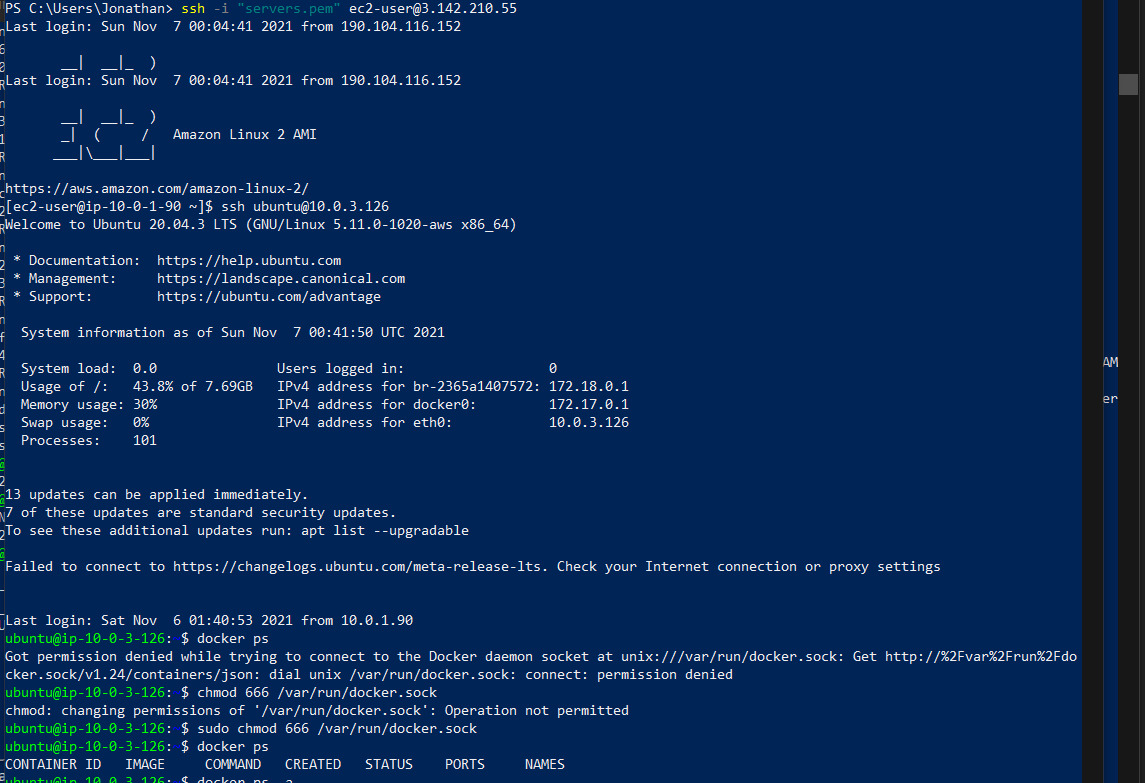 PS C:\Users\Jonathan> ssh -i "servers.pem" ec2-user@3.142.210.55
Last login: Sun Nov  7 00:04:41 2021 from 190.104.116.152
       __|  __|_  )
Last login: Sun Nov  7 00:04:41 2021 from 190.104.116.152
       __|  __|_  )
       _|  (     /   Amazon Linux 2 AMI
      ___|\___|___|
https://aws.amazon.com/amazon-linux-2/
[ec2-user@ip-10-0-1-90 ~]$ ssh ubuntu@10.0.3.126
Welcome to Ubuntu 20.04.3 LTS (GNU/Linux 5.11.0-1020-aws x86_64)
 * Documentation:  https://help.ubuntu.com
 * Management:     https://landscape.canonical.com
 * Support:        https://ubuntu.com/advantage
  System information as of Sun Nov  7 00:41:50 UTC 2021
  System load:  0.0               Users logged in:                  0
  Usage of /:   43.8% of 7.69GB   IPv4 address for br-2365a1407572: 172.18.0.1
  Memory usage: 30%               IPv4 address for docker0:         172.17.0.1
  Swap usage:   0%                IPv4 address for eth0:            10.0.3.126
  Processes:    101
13 updates can be applied immediately.
7 of these updates are standard security updates.
To see these additional updates run: apt list --upgradable
Failed to connect to https://changelogs.ubuntu.com/meta-release-lts. Check your Internet connection or proxy settings
Last login: Sat Nov  6 01:40:53 2021 from 10.0.1.90
ubuntu@ip-10-0-3-126: $ docker ps
Got permission denied while trying to connect to the Docker daemon socket at unix:///var/run/docker.sock: Get http://%2Fvar%2Frun%2Fdo
cker.sock/v1.24/containers/json: dial unix /var/run/docker.sock: connect: permission denied
ubuntu@ip-10-0-3-126: $ chmod 666 /var/run/docker.sock
chmod: changing permissions of '/var/run/docker.sock': Operation not permitted
ubuntu@ip-10-0-3-126: $ sudo chmod 666 /var/run/docker.sock
ubuntu@ip-10-0-3-126: $ docker ps
CONTAINER ID   IMAGE     COMMAND   CREATED   STATUS    PORTS     NAMES
ubuntu@ip-10-0-3-126: $ docker ps -a
AM
er